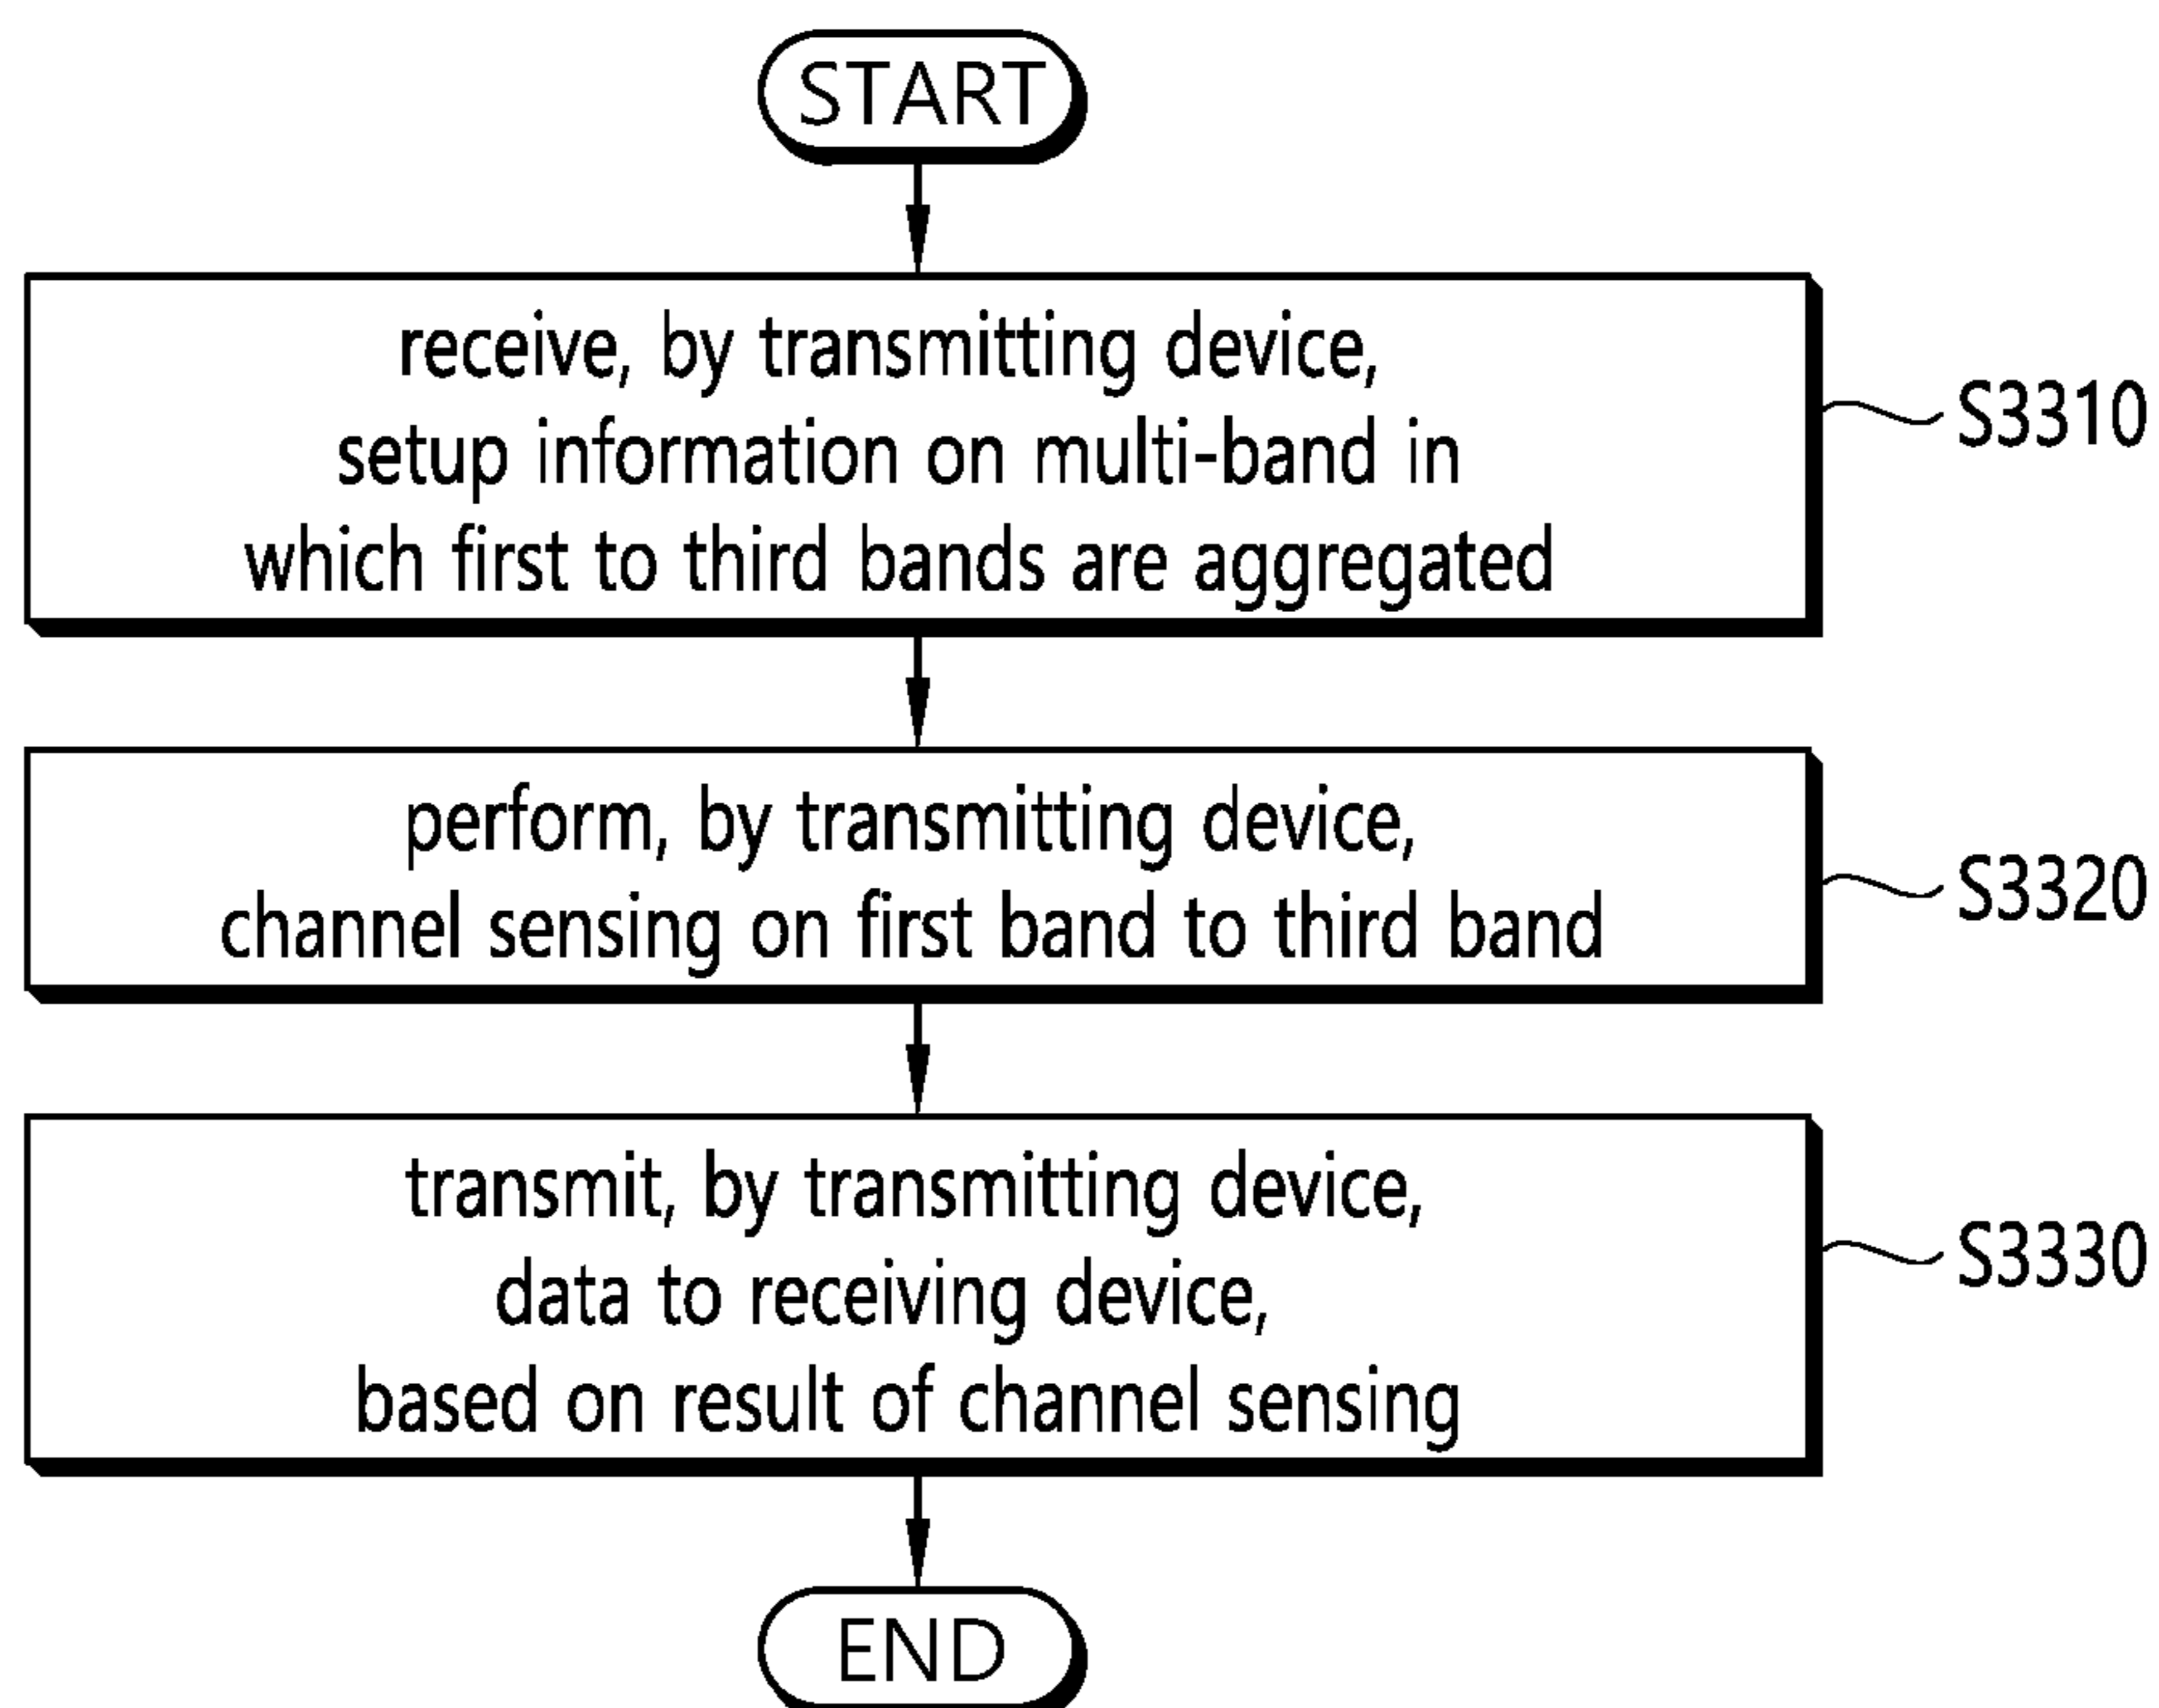 START
receive, by transmitting device,
setup information on multi-band in
which first to third bands are aggregated
S3310
perform, by transmitting device,
channel sensing on first band to third band
S3320
transmit, by transmitting device,
data to receiving device,
based on result of channel sensing
S3330
END